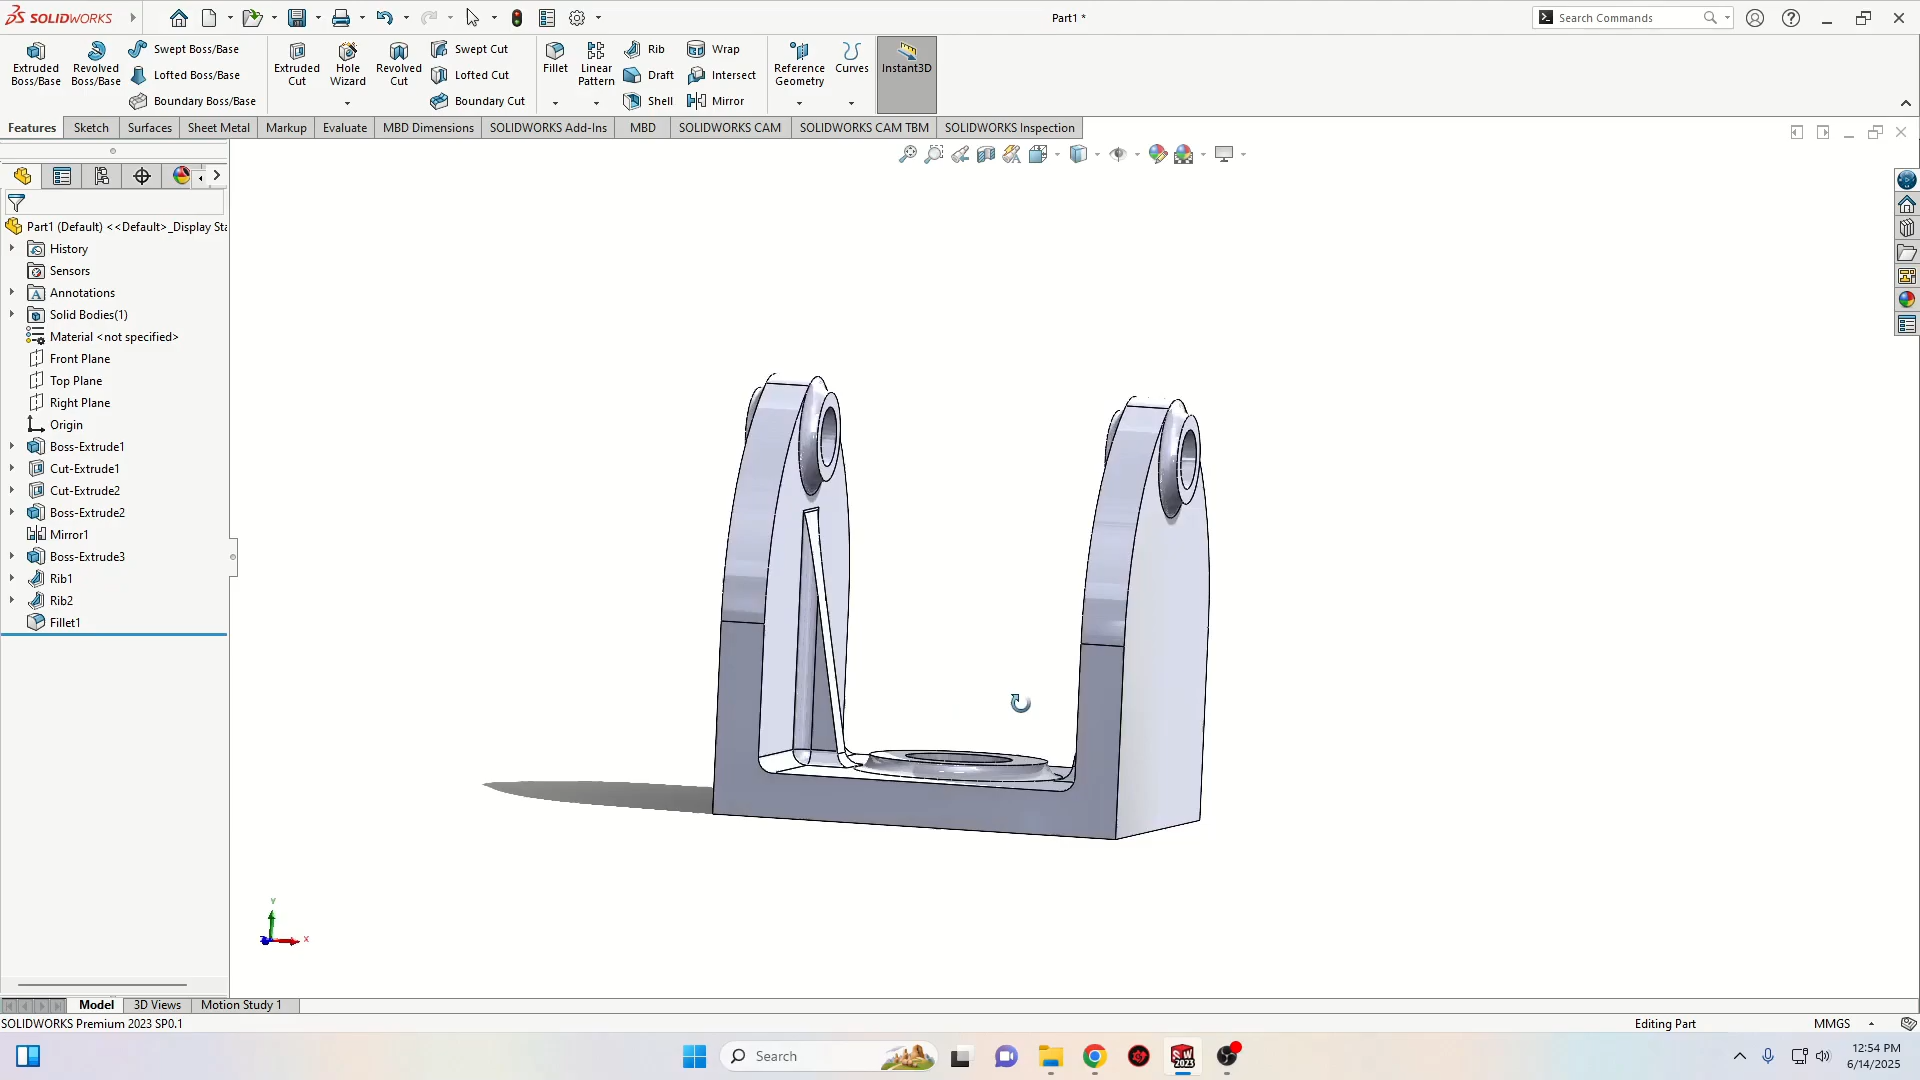 SOLIDWORKS
Part1 *
Search Commands
Extruded Boss/Base
Revolved Boss/Base
Swept Boss/Base
Lofted Boss/Base
Boundary Boss/Base
Extruded Cut
Hole Wizard
Revolved Cut
Swept Cut
Lofted Cut
Boundary Cut
Fillet
Linear Pattern
Rib
Draft
Shell
Wrap
Intersect
Mirror
Reference Geometry
Curves
Instant3D
Features
Sketch
Surfaces
Sheet Metal
Markup
Evaluate
MBD Dimensions
SOLIDWORKS Add-Ins
MBD
SOLIDWORKS CAM
SOLIDWORKS CAM TBM
SOLIDWORKS Inspection
Part1 (Default) <<Default>_Display Sta
History
Sensors
Annotations
Solid Bodies(1)
Material <not specified>
Front Plane
Top Plane
Right Plane
Origin
Boss-Extrude1
Cut-Extrude1
Cut-Extrude2
Boss-Extrude2
Mirror1
Boss-Extrude3
Rib1
Rib2
Fillet1
Y
X
Z
Model
3D Views
Motion Study 1
SOLIDWORKS Premium 2023 SP0.1
Editing Part
MMGS
Search
SW
2023
12:54 PM
6/14/2025